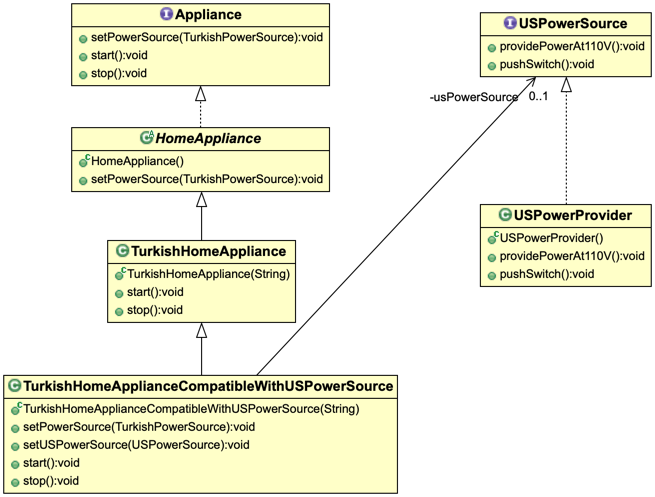 Appliance
setPowerSource(TurkishPowerSource):void
start():void
stop():void
USPowerSource
providePowerAt110V():void
pushSwitch():void
-usPowerSource 0..1
HomeAppliance
HomeAppliance()
setPowerSource(TurkishPowerSource):void
USPowerProvider
USPowerProvider()
providePowerAt110V():void
pushSwitch():void
TurkishHomeAppliance
TurkishHomeAppliance(String)
start():void
stop():void
TurkishHomeApplianceCompatibleWithUSPowerSource
TurkishHomeApplianceCompatibleWithUSPowerSource(String)
setPowerSource(TurkishPowerSource):void
setUSPowerSource(USPowerSource):void
start():void
stop():void